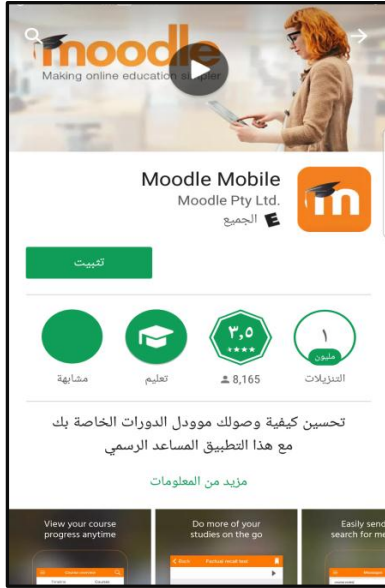 moodle
Making online education simpler
Moodle Mobile
Moodle Pty Ltd.
الجميع E
m
تثبيت
١
مليون
التنزيلات
٣,٥
8,165
تعليم
مشابهة
تحسين كيفية وصولك موودل الدورات الخاصة بك
مع هذا التطبيق المساعد الرسمي
مزيد من المعلومات
View your course
progress anytime
Do more of your
studies on the go
Easily send
search for me